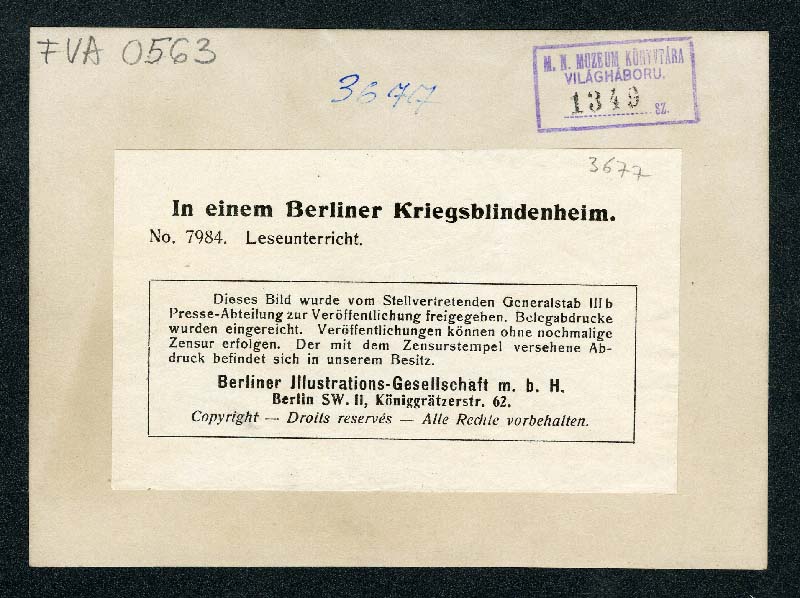 FVA 0563
3677
M. N. MUZEUM KÖNYVTÁRA
VILÁGHÁBORU.
1349 SZ.
3677
In einem Berliner Kriegsblindenheim.
No. 7984. Leseunterricht.
Dieses Bild wurde vom Stellvertretenden Generalstab III b
Presse-Abteilung zur Veröffentlichung freigegeben. Belegabdrucke
wurden eingereicht. Veröffentlichungen können ohne nochmalige
Zensur erfolgen. Der mit dem Zensurstempel versehene Ab-
druck befindet sich in unserem Besitz.
Berliner Jllustrations-Gesellschaft m. b. H.
Berlin SW. 11, Königgrätzerstr. 62.
Copyright — Droits reservés — Alle Rechte vorbehalten.